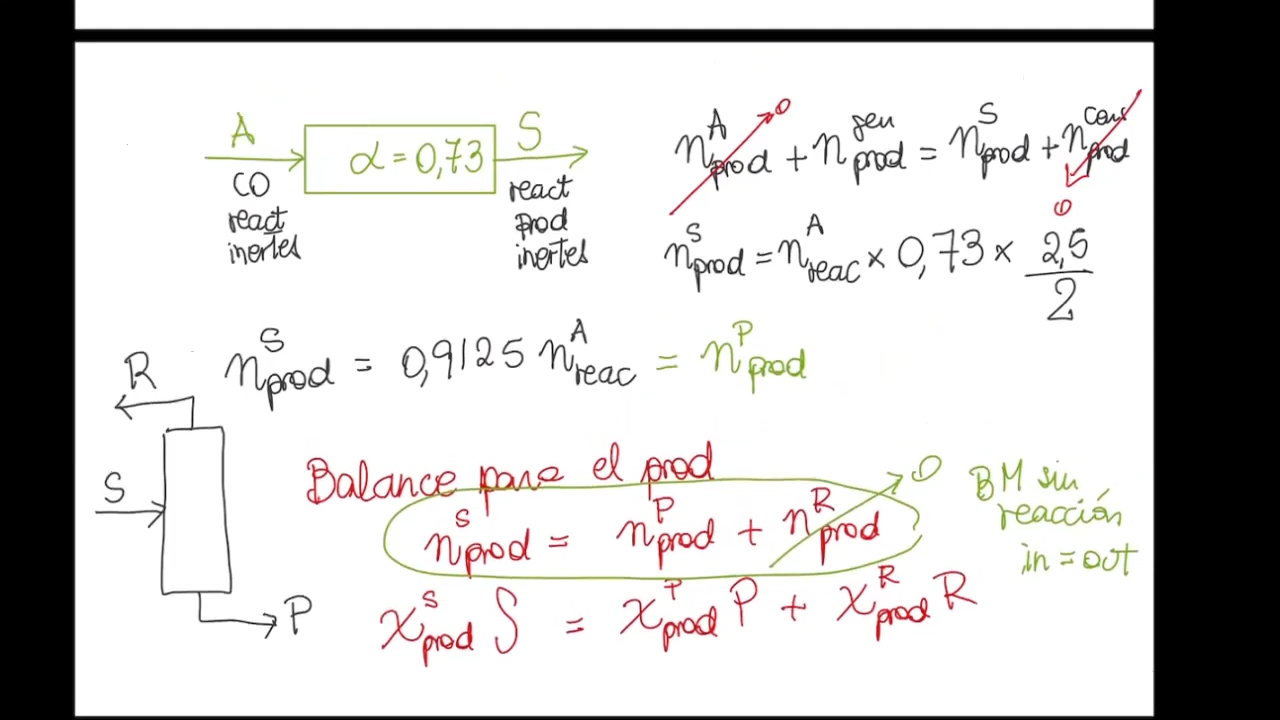 A
α = 0,73
S
CO
react
inertes
react
prod
inertes
n^A_prod + n^gen_prod = n^S_prod + n^cons_prod
0
0
n^S_prod = n^A_reac × 0,73 × 2,5/2
n^S_prod = 0,9125 n^A_reac = n^P_prod
R
S
P
Balance para el prod
n^S_prod = n^P_prod + n^R_prod
0
x^S_prod S = x^P_prod P + x^R_prod R
BM sin
reacción
in = out